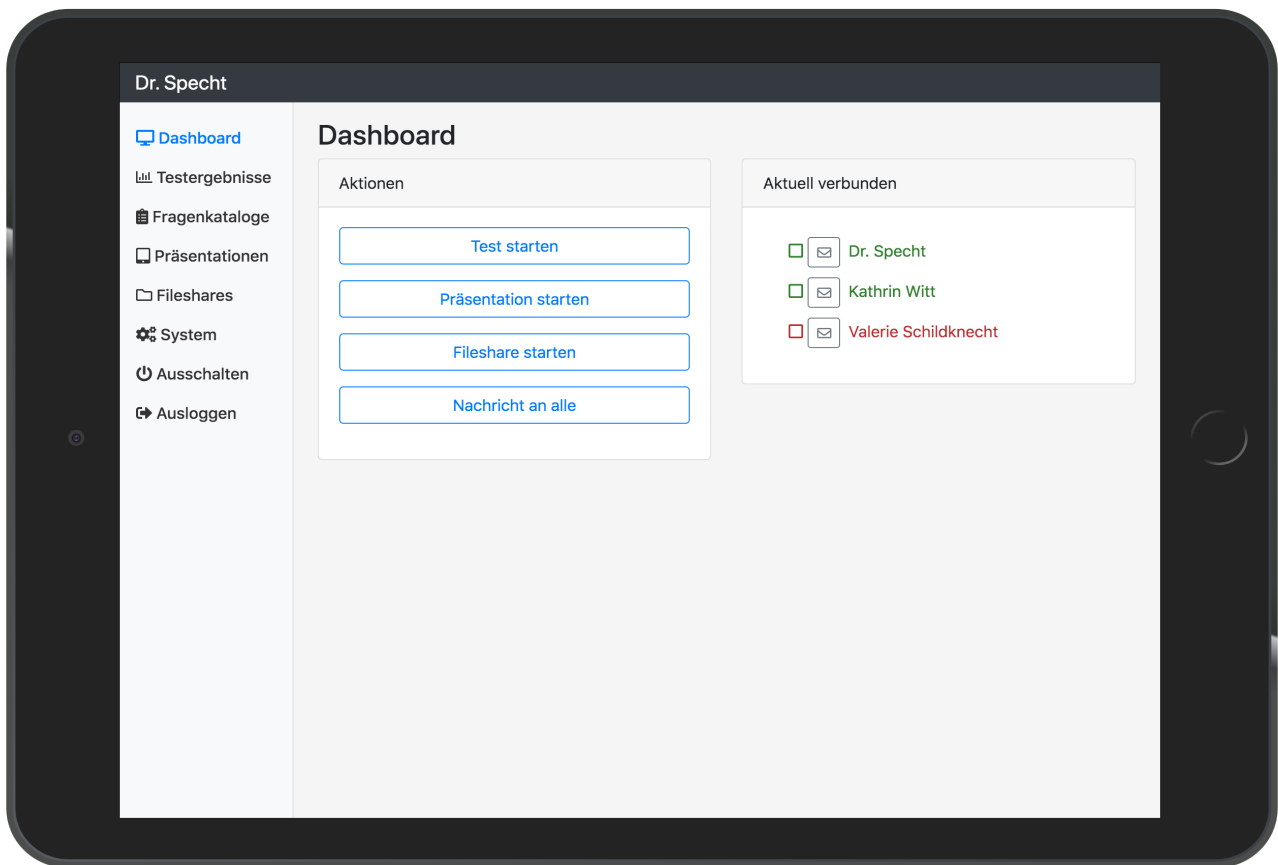 Dr. Specht
Dashboard
Testergebnisse
Fragenkataloge
Präsentationen
Fileshares
System
Ausschalten
Ausloggen
Dashboard
Aktionen
Test starten
Präsentation starten
Fileshare starten
Nachricht an alle
Aktuell verbunden
Dr. Specht
Kathrin Witt
Valerie Schildknecht